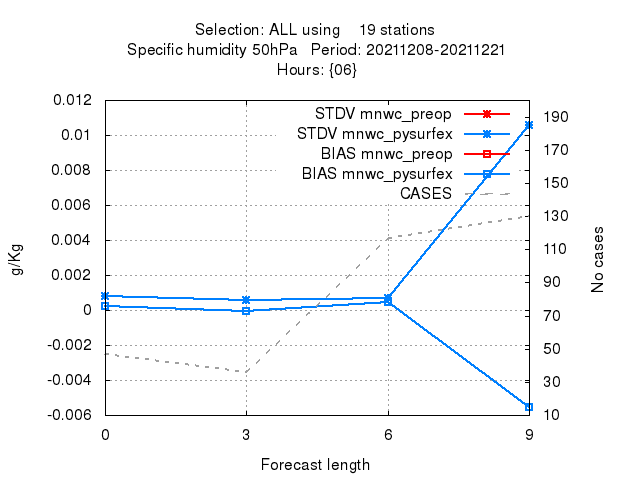 Selection: ALL using    19 stations
Specific humidity 50hPa   Period: 20211208-20211221
Hours: {06}
STDV mnwc_preop
STDV mnwc_pysurfex
BIAS mnwc_preop
BIAS mnwc_pysurfex
CASES
0.012
0.01
0.008
0.006
0.004
0.002
0
-0.002
-0.004
-0.006
g/Kg
190
170
150
130
110
90
70
50
30
10
No cases
0 3 6 9
Forecast length